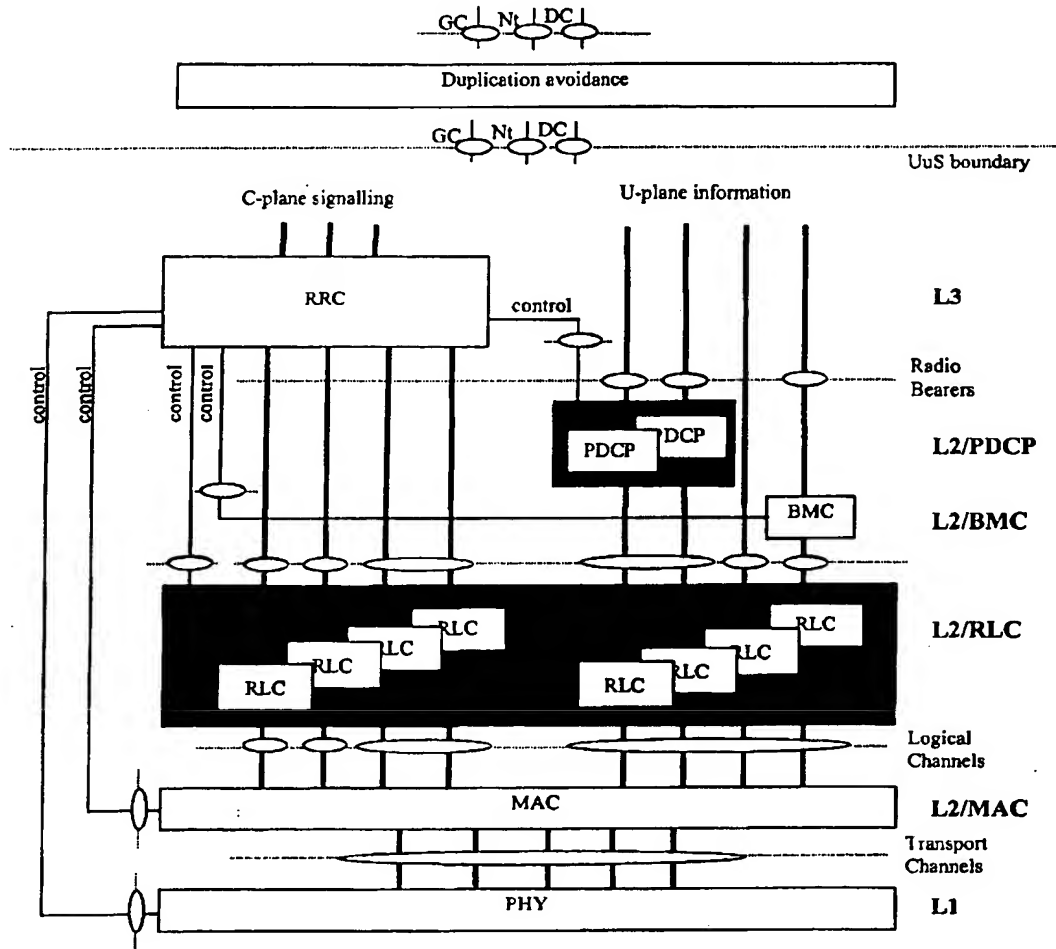 GC Nt DC
Duplication avoidance
GC Nt DC
UuS boundary
C-plane signalling
U-plane information
RRC
control
L3
control
control
control
control
Radio
Bearers
PDCP
PDCP
L2/PDCP
BMC
L2/BMC
RLC
RLC
RLC
RLC
RLC
RLC
RLC
RLC
L2/RLC
Logical
Channels
MAC
L2/MAC
Transport
Channels
PHY
L1